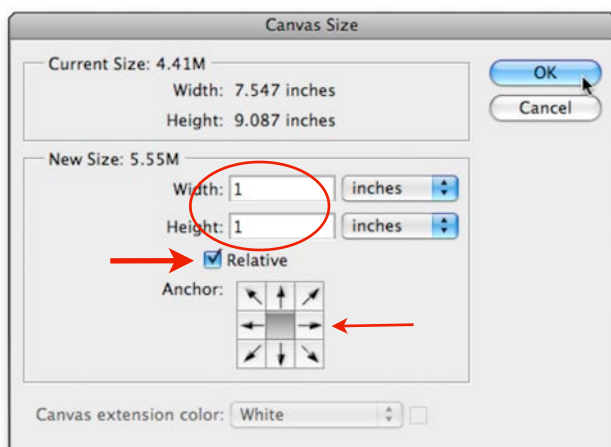 Canvas Size
Current Size: 4.41M
Width: 7.547 inches
Height: 9.087 inches
OK
Cancel
New Size: 5.55M
Width: 1 inches
Height: 1 inches
Relative
Anchor:
Canvas extension color: White